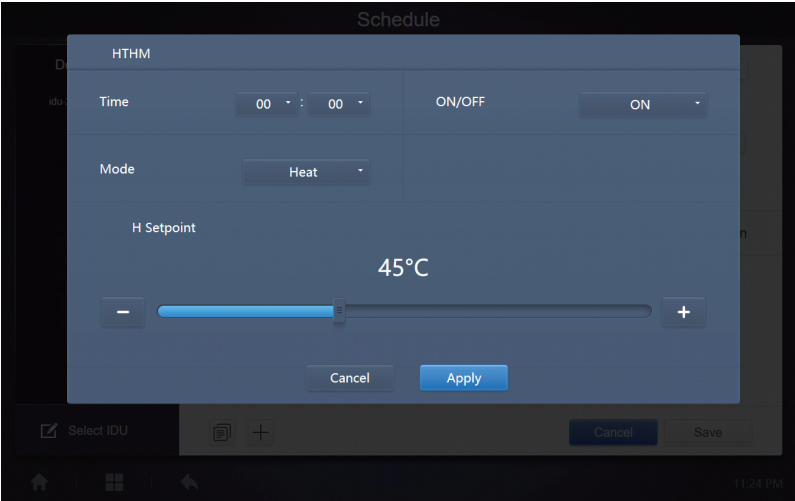 Schedule
HTHM
Time 00 : 00 ON/OFF ON
Mode Heat
H Setpoint
45°C
− +
Cancel Apply
Select IDU Cancel Save
11:24 PM